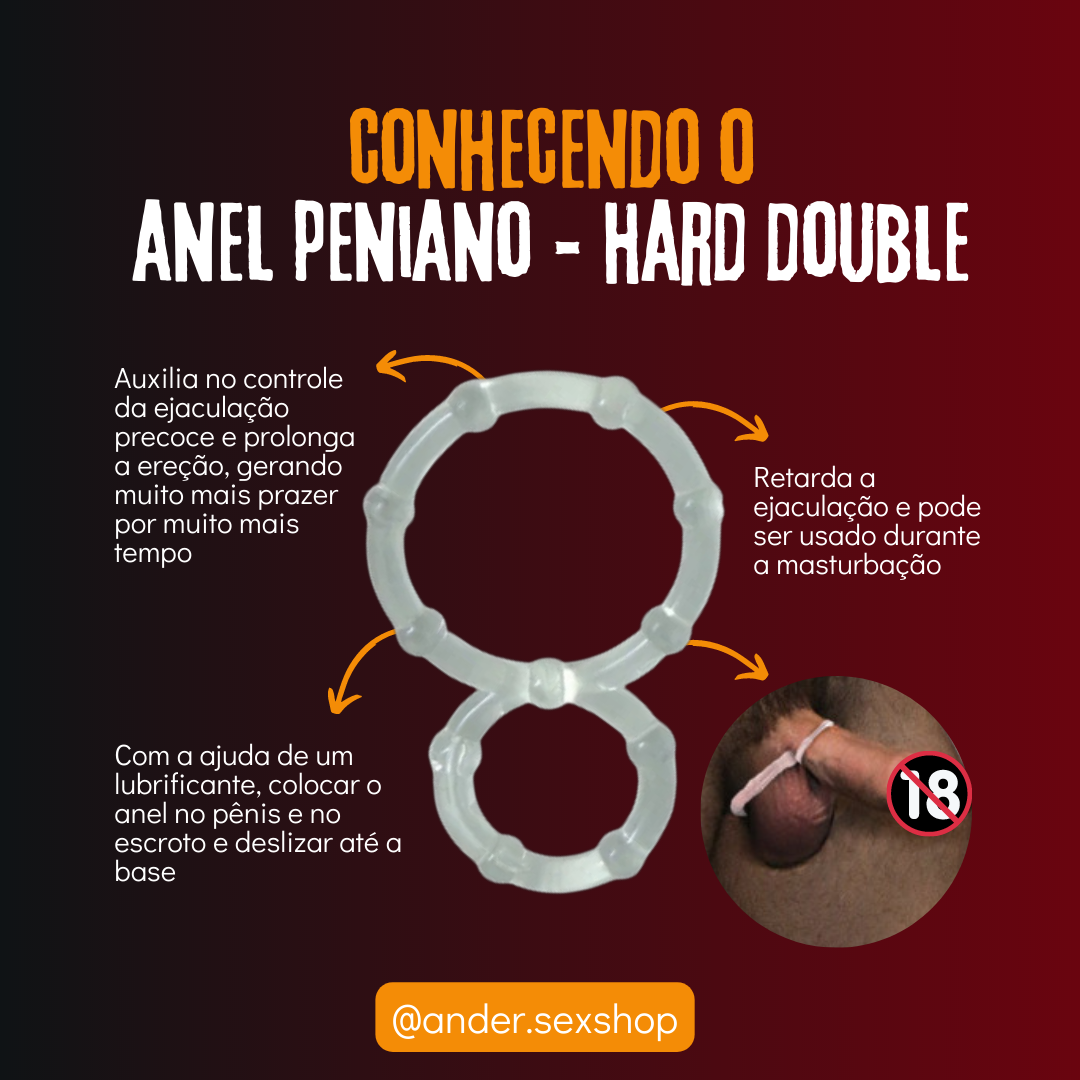 CONHECENDO O
ANEL PENIANO - HARD DOUBLE
Auxilia no controle
da ejaculação
precoce e prolonga
a ereção, gerando
muito mais prazer
por muito mais
tempo
Retarda a
ejaculação e pode
ser usado durante
a masturbação
Com a ajuda de um
lubrificante, colocar o
anel no pênis e no
escroto e deslizar até a
base
18
@ander.sexshop